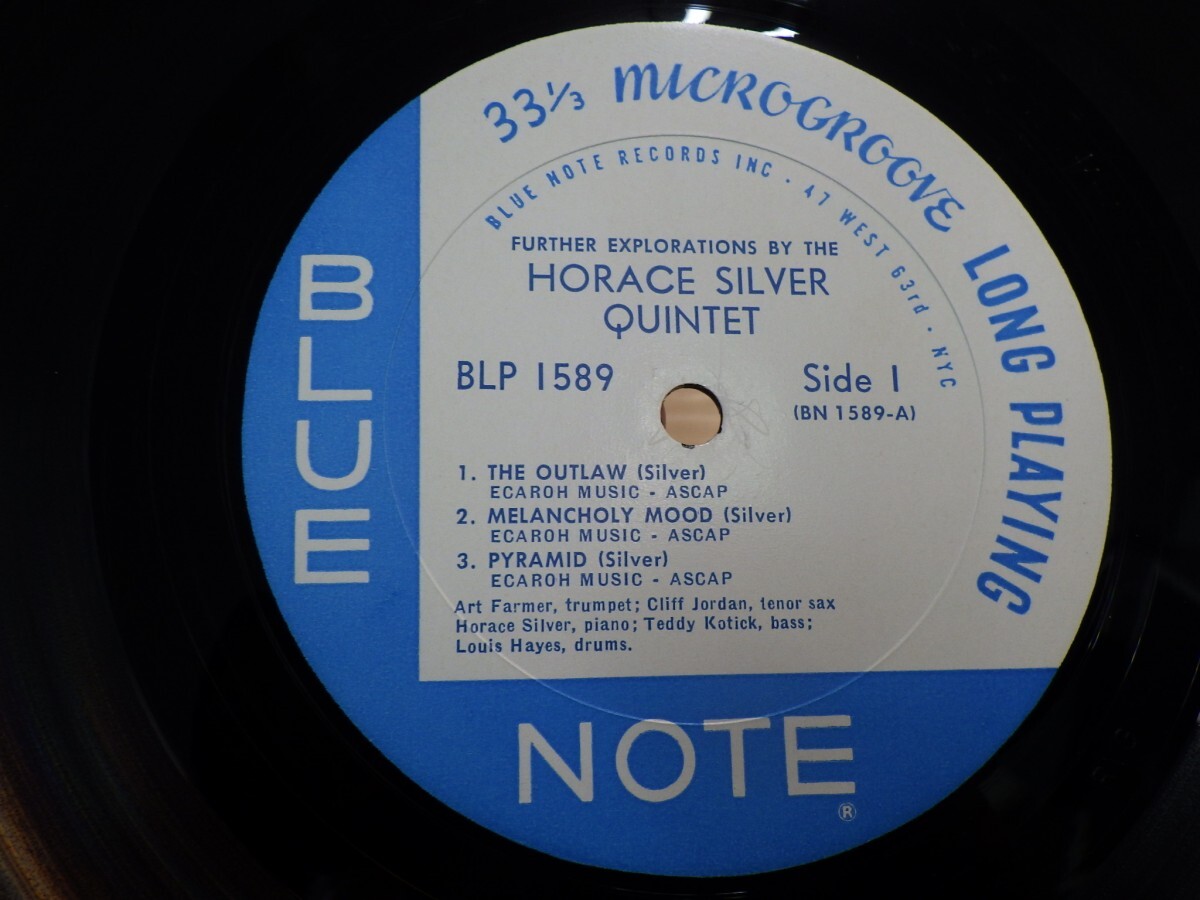 33⅓ MICROGROOVE LONG PLAYING
BLUE NOTE RECORDS INC · 47 WEST 63rd · NYC
FURTHER EXPLORATIONS BY THE
HORACE SILVER
QUINTET
BLP 1589
Side 1
(BN 1589-A)
1. THE OUTLAW (Silver)
ECAROH MUSIC - ASCAP
2. MELANCHOLY MOOD (Silver)
ECAROH MUSIC - ASCAP
3. PYRAMID (Silver)
ECAROH MUSIC - ASCAP
Art Farmer, trumpet; Cliff Jordan, tenor sax
Horace Silver, piano; Teddy Kotick, bass;
Louis Hayes, drums.
BLUE
NOTE
®